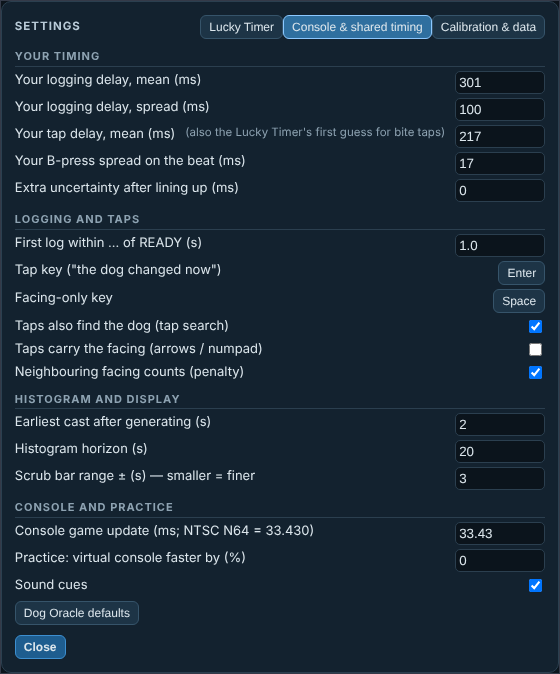 SETTINGS
Lucky Timer
Console & shared timing
Calibration & data
YOUR TIMING
Your logging delay, mean (ms)
301
Your logging delay, spread (ms)
100
Your tap delay, mean (ms) (also the Lucky Timer's first guess for bite taps)
217
Your B-press spread on the beat (ms)
17
Extra uncertainty after lining up (ms)
0
LOGGING AND TAPS
First log within ... of READY (s)
1.0
Tap key ("the dog changed now")
Enter
Facing-only key
Space
Taps also find the dog (tap search)
Taps carry the facing (arrows / numpad)
Neighbouring facing counts (penalty)
HISTOGRAM AND DISPLAY
Earliest cast after generating (s)
2
Histogram horizon (s)
20
Scrub bar range ± (s) — smaller = finer
3
CONSOLE AND PRACTICE
Console game update (ms; NTSC N64 = 33.430)
33.43
Practice: virtual console faster by (%)
0
Sound cues
Dog Oracle defaults
Close